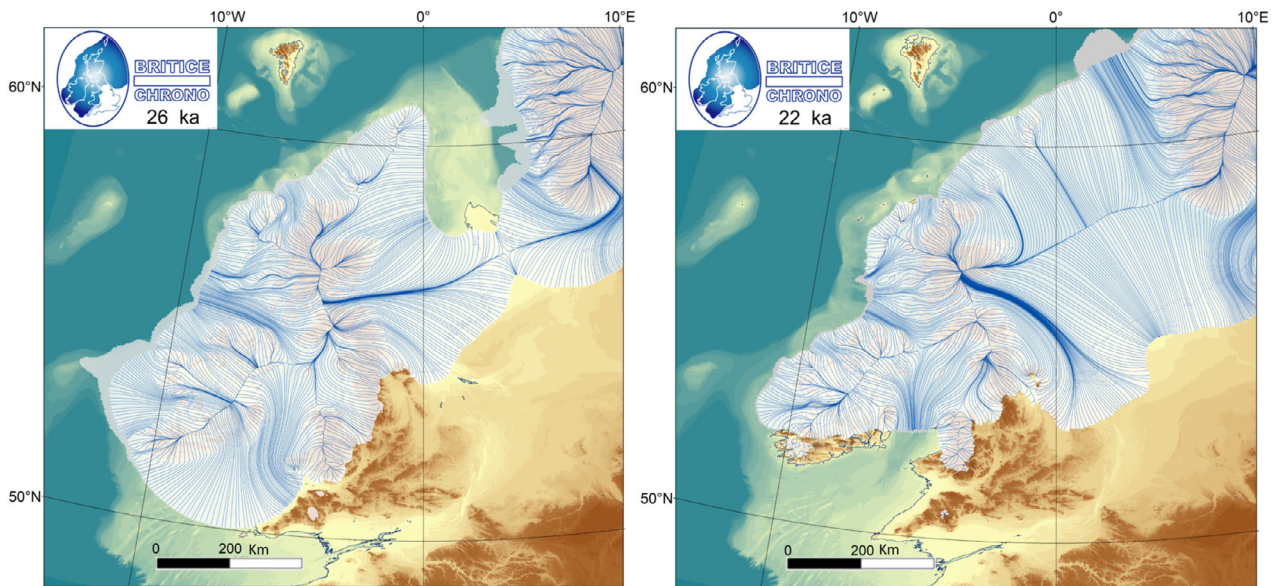 10°W 0° 10°E
BRITICE
CHRONO
26 ka
60°N
50°N
0 200 Km
10°W 0° 10°E
BRITICE
CHRONO
22 ka
60°N
50°N
0 200 Km